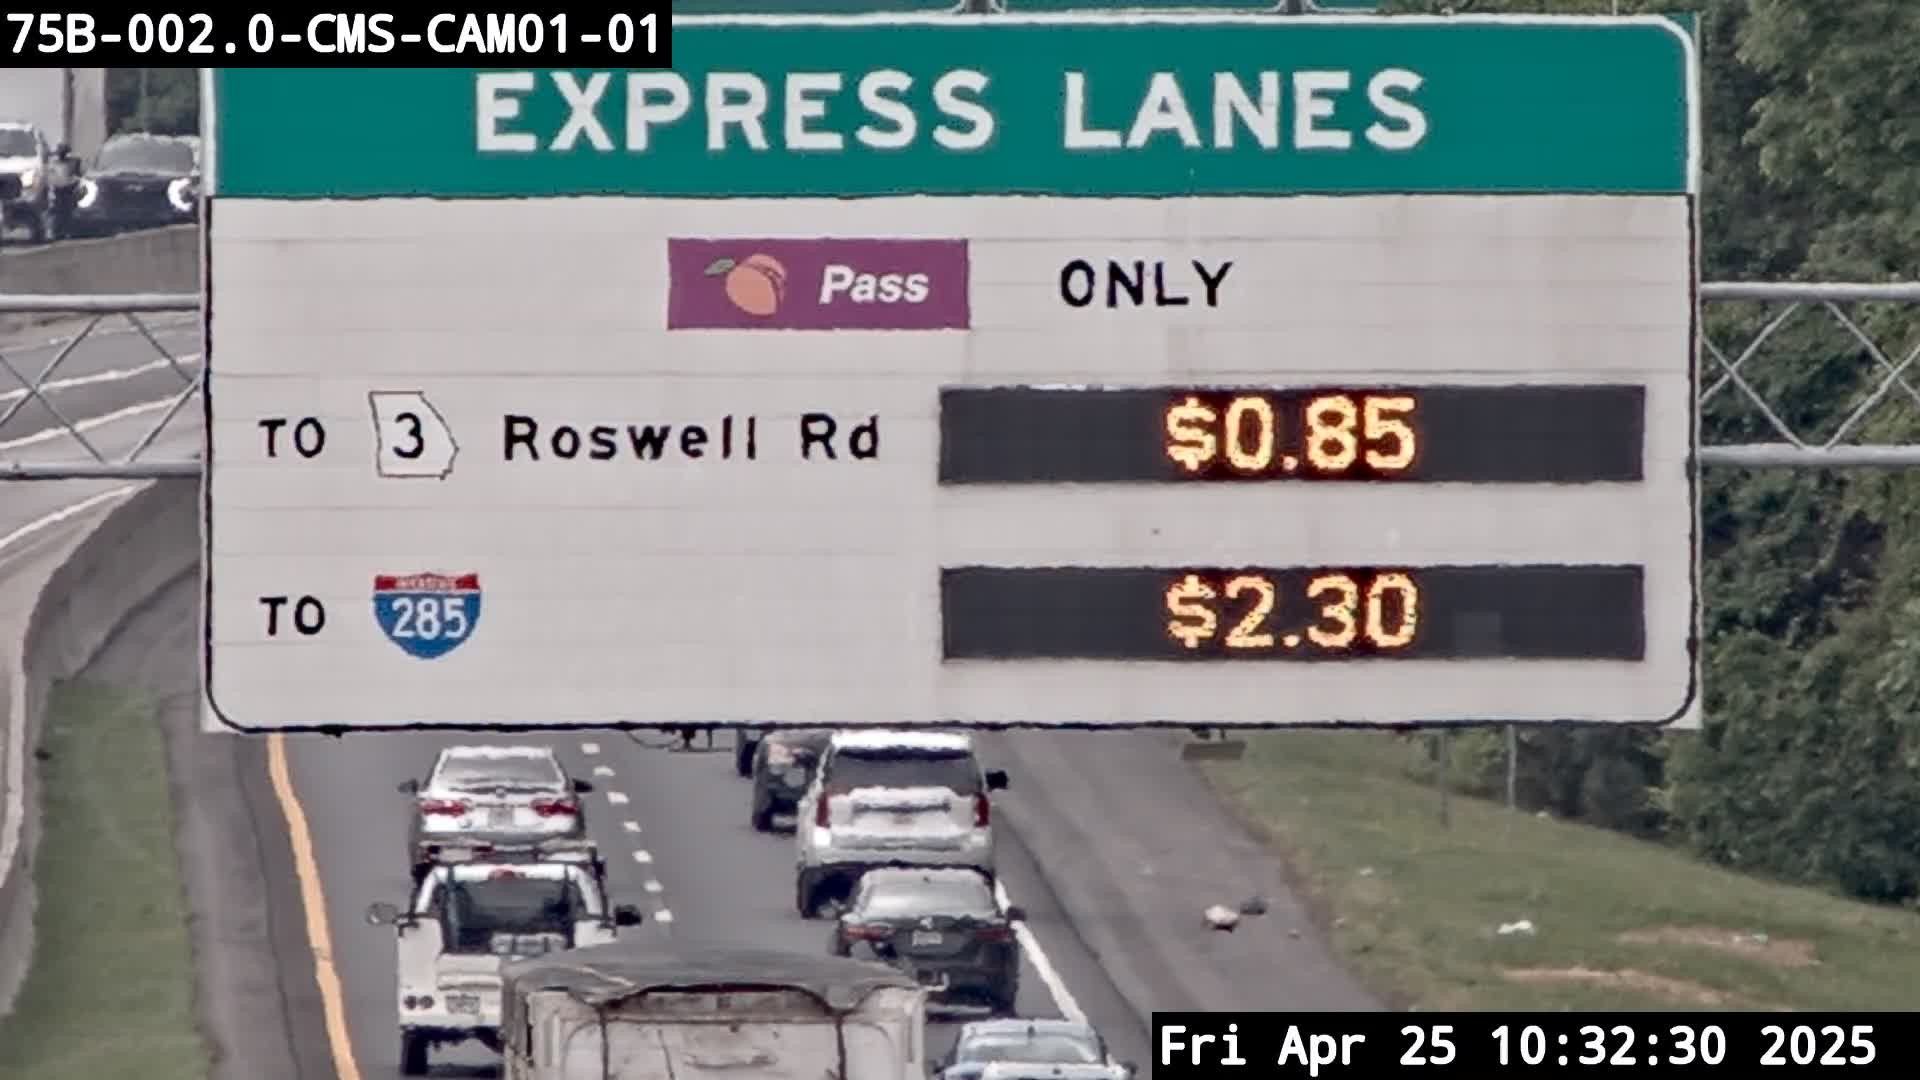 75B-002.0-CMS-CAM01-01
EXPRESS LANES
Pass ONLY
TO 3 Roswell Rd $0.85
TO INTERSTATE 285 $2.30
Fri Apr 25 10:32:30 2025